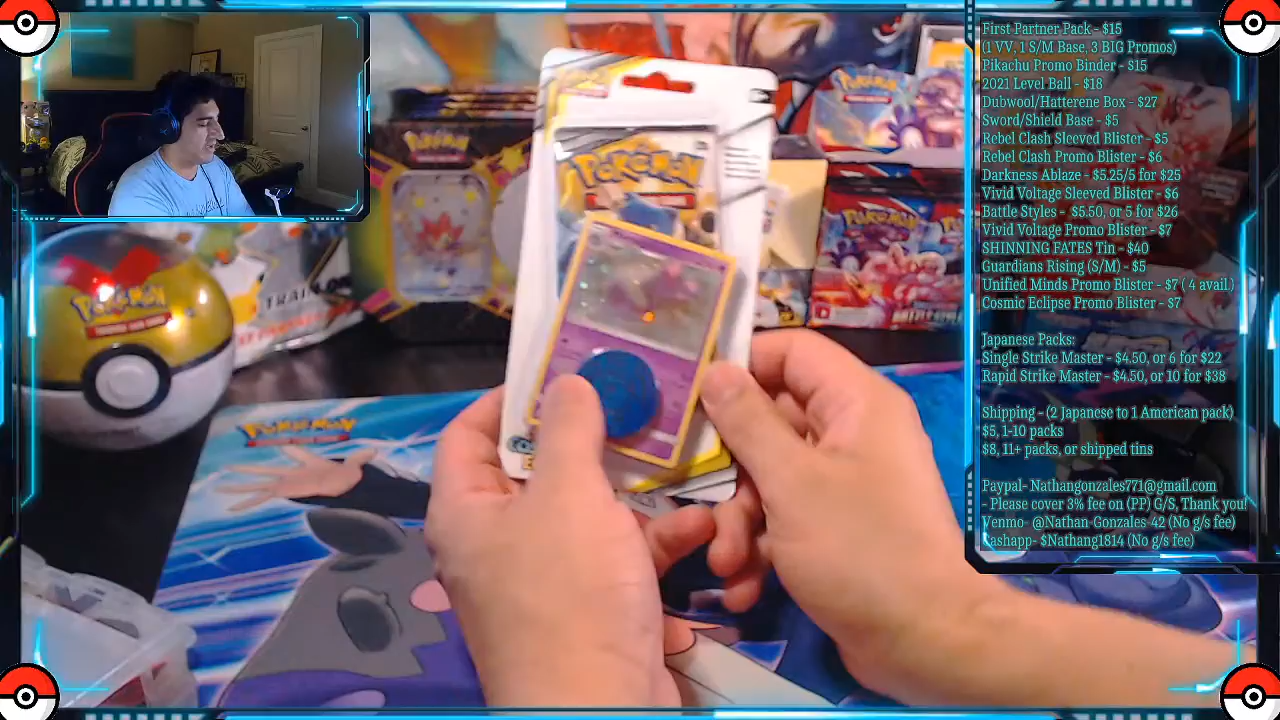 First Partner Pack - $15
(1 VV, 1 S/M Base, 3 BIG Promos)
Pikachu Promo Binder - $15
2021 Level Ball - $18
Dubwool/Hatterene Box - $27
Sword/Shield Base - $5
Rebel Clash Sleeved Blister - $5
Rebel Clash Promo Blister - $6
Darkness Ablaze - $5.25/5 for $25
Vivid Voltage Sleeved Blister - $6
Battle Styles - $5.50, or 5 for $26
Vivid Voltage Promo Blister - $7
SHINNING FATES Tin - $40
Guardians Rising (S/M) - $5
Unified Minds Promo Blister - $7 ( 4 avail.)
Cosmic Eclipse Promo Blister - $7
Japanese Packs:
Single Strike Master - $4.50, or 6 for $22
Rapid Strike Master - $4.50, or 10 for $38
Shipping - (2 Japanese to 1 American pack)
$5, 1-10 packs
$8, 11+ packs, or shipped tins
Paypal- Nathangonzales771@gmail.com
- Please cover 3% fee on (PP) G/S, Thank you!
Venmo- @Nathan-Gonzales-42 (No g/s fee)
Cashapp- $Nathang1814 (No g/s fee)
Pokémon
Pokémon
Pokémon
Pokémon
Pokémon
Pokémon
TRAIN